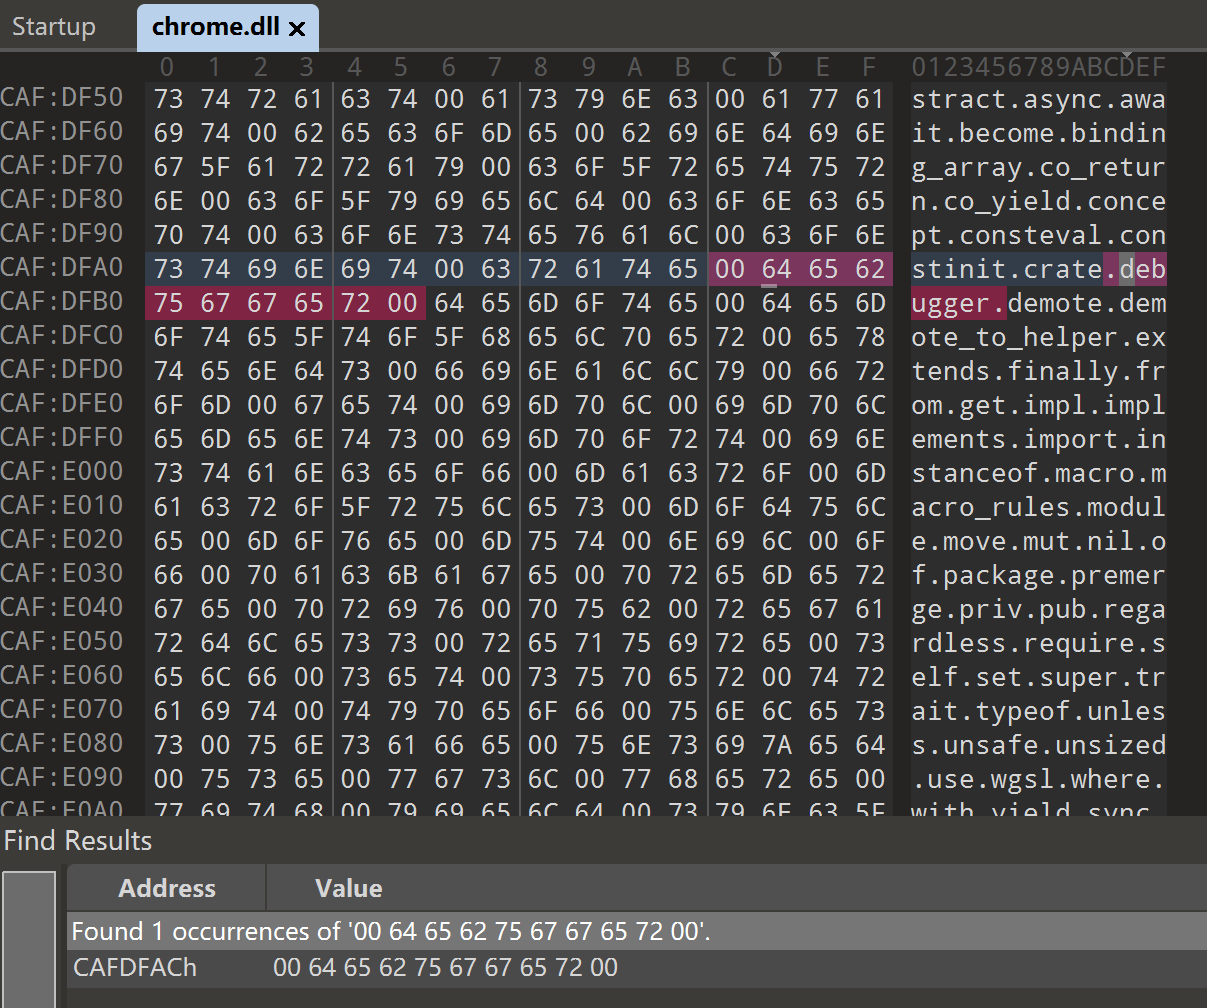 Startup chrome.dll ×
0 1 2 3 4 5 6 7 8 9 A B C D E F 0123456789ABCDEF
CAF:DF50 73 74 72 61 63 74 00 61 73 79 6E 63 00 61 77 61 stract.async.awa
CAF:DF60 69 74 00 62 65 63 6F 6D 65 00 62 69 6E 64 69 6E it.become.bindin
CAF:DF70 67 5F 61 72 72 61 79 00 63 6F 5F 72 65 74 75 72 g_array.co_retur
CAF:DF80 6E 00 63 6F 5F 79 69 65 6C 64 00 63 6F 6E 63 65 n.co_yield.conce
CAF:DF90 70 74 00 63 6F 6E 73 74 65 76 61 6C 00 63 6F 6E pt.consteval.con
CAF:DFA0 73 74 69 6E 69 74 00 63 72 61 74 65 00 64 65 62 stinit.crate.deb
CAF:DFB0 75 67 67 65 72 00 64 65 6D 6F 74 65 00 64 65 6D ugger.demote.dem
CAF:DFC0 6F 74 65 5F 74 6F 5F 68 65 6C 70 65 72 00 65 78 ote_to_helper.ex
CAF:DFD0 74 65 6E 64 73 00 66 69 6E 61 6C 6C 79 00 66 72 tends.finally.fr
CAF:DFE0 6F 6D 00 67 65 74 00 69 6D 70 6C 00 69 6D 70 6C om.get.impl.impl
CAF:DFF0 65 6D 65 6E 74 73 00 69 6D 70 6F 72 74 00 69 6E ements.import.in
CAF:E000 73 74 61 6E 63 65 6F 66 00 6D 61 63 72 6F 00 6D stanceof.macro.m
CAF:E010 61 63 72 6F 5F 72 75 6C 65 73 00 6D 6F 64 75 6C acro_rules.modul
CAF:E020 65 00 6D 6F 76 65 00 6D 75 74 00 6E 69 6C 00 6F e.move.mut.nil.o
CAF:E030 66 00 70 61 63 6B 61 67 65 00 70 72 65 6D 65 72 f.package.premer
CAF:E040 67 65 00 70 72 69 76 00 70 75 62 00 72 65 67 61 ge.priv.pub.rega
CAF:E050 72 64 6C 65 73 73 00 72 65 71 75 69 72 65 00 73 rdless.require.s
CAF:E060 65 6C 66 00 73 65 74 00 73 75 70 65 72 00 74 72 elf.set.super.tr
CAF:E070 61 69 74 00 74 79 70 65 6F 66 00 75 6E 6C 65 73 ait.typeof.unles
CAF:E080 73 00 75 6E 73 61 66 65 00 75 6E 73 69 7A 65 64 s.unsafe.unsized
CAF:E090 00 75 73 65 00 77 67 73 6C 00 77 68 65 72 65 00 .use.wgsl.where.
CAF:E0A0 77 69 74 68 00 79 69 65 6C 64 00 73 79 6E 63 5F with.yield.sync_
Find Results
Address Value
Found 1 occurrences of '00 64 65 62 75 67 67 65 72 00'.
CAFDFACh 00 64 65 62 75 67 67 65 72 00